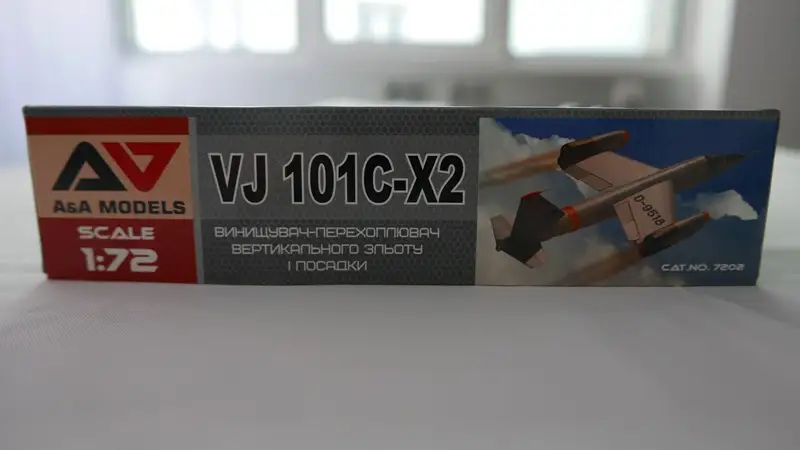 A&A MODELS
SCALE
1:72
VJ 101C-X2
ВИНИЩУВАЧ-ПЕРЕХОПЛЮВАЧ
ВЕРТИКАЛЬНОГО ЗЛЬОТУ
І ПОСАДКИ
D-9518
CAT.NO. 7202